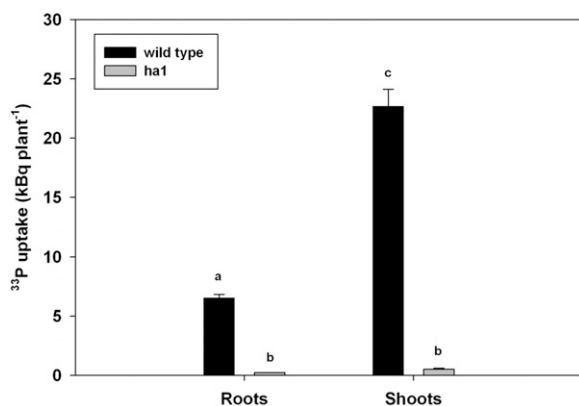 30
25
20
15
10
5
0
³³P uptake (kBq plant⁻¹)
wild type
ha1
a
b
c
b
Roots
Shoots